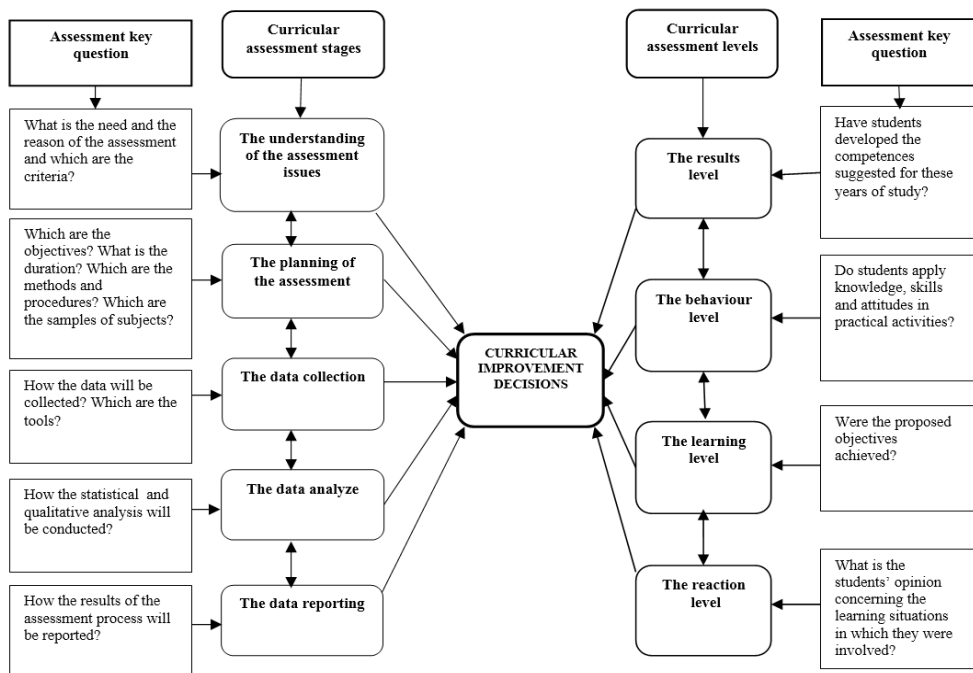 Assessment key
question
Curricular
assessment stages
Curricular
assessment levels
Assessment key
question
What is the need and the
reason of the assessment
and which are the
criteria?
The understanding
of the assessment
issues
The results
level
Have students
developed the
competences
suggested for these
years of study?
Which are the
objectives? What is the
duration? Which are the
methods and
procedures? Which are
the samples of subjects?
The planning of
the assessment
The behaviour level
Do students apply
knowledge, skills
and attitudes in
practical activities?
CURRICULAR
IMPROVEMENT
DECISIONS
How the data will be
collected? Which are the
tools?
The data collection
The learning
level
Were the proposed
objectives
achieved?
How the statistical and
qualitative analysis will
be conducted?
The data analyze
How the results of the
assessment process will
be reported?
The data reporting
The reaction
level
What is the
students’ opinion
concerning the
learning situations
in which they were
involved?